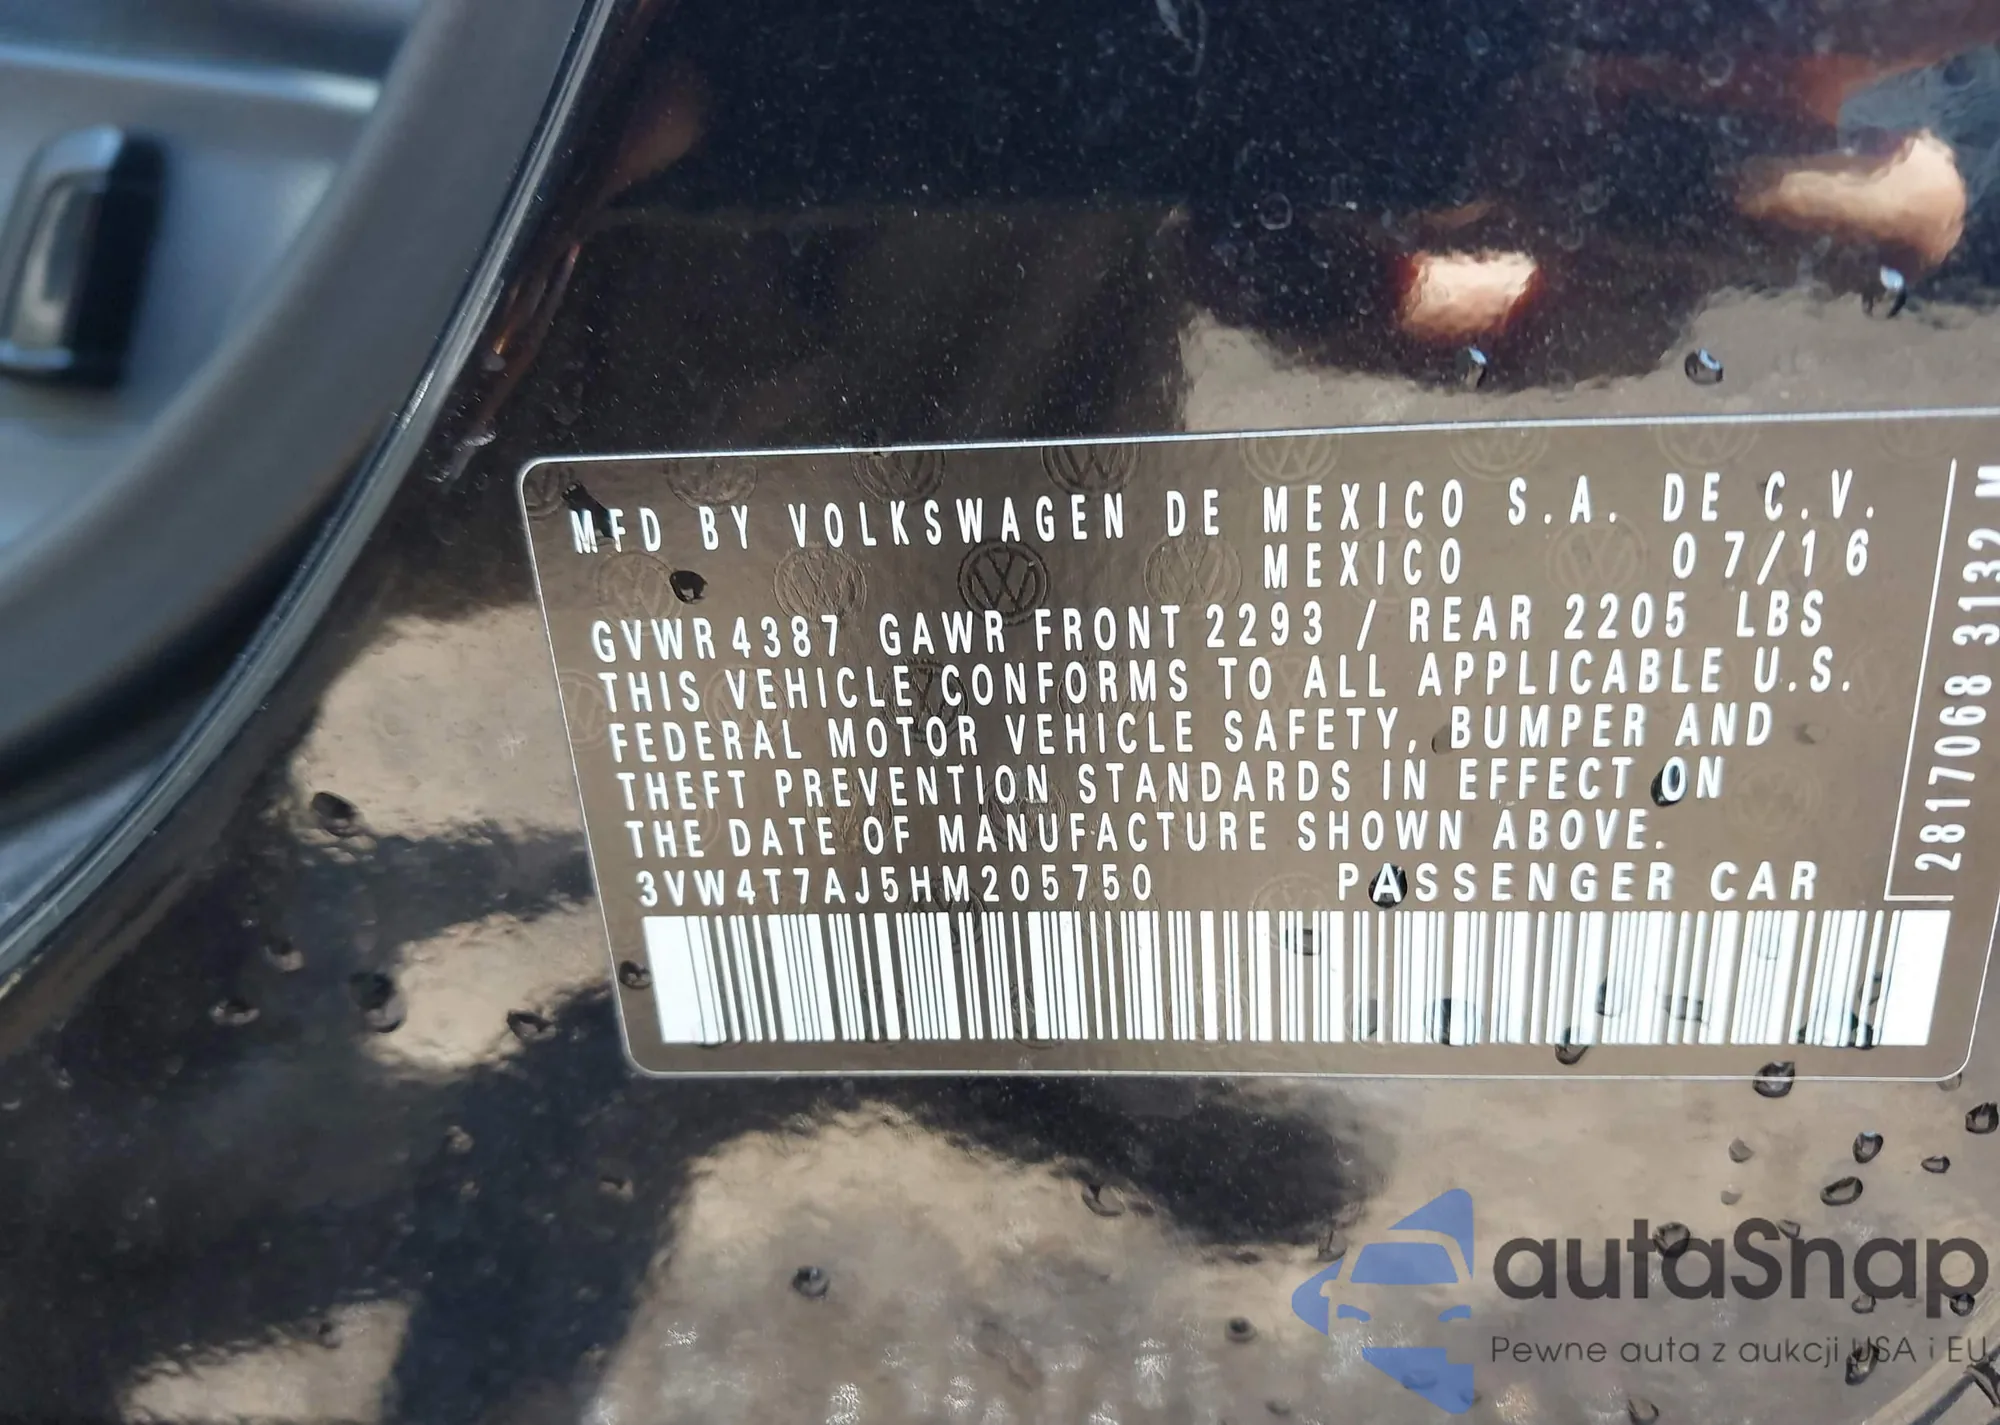 MFD BY VOLKSWAGEN DE MEXICO S.A. DE C.V.
MEXICO 07/16
GVWR 4387 GAWR FRONT 2293 / REAR 2205 LBS
THIS VEHICLE CONFORMS TO ALL APPLICABLE U.S.
FEDERAL MOTOR VEHICLE SAFETY, BUMPER AND
THEFT PREVENTION STANDARDS IN EFFECT ON
THE DATE OF MANUFACTURE SHOWN ABOVE.
3VW4T7AJ5HM205750 PASSENGER CAR
2817068 3132 M
autaSnap
Pewne auta z aukcji USA i EU